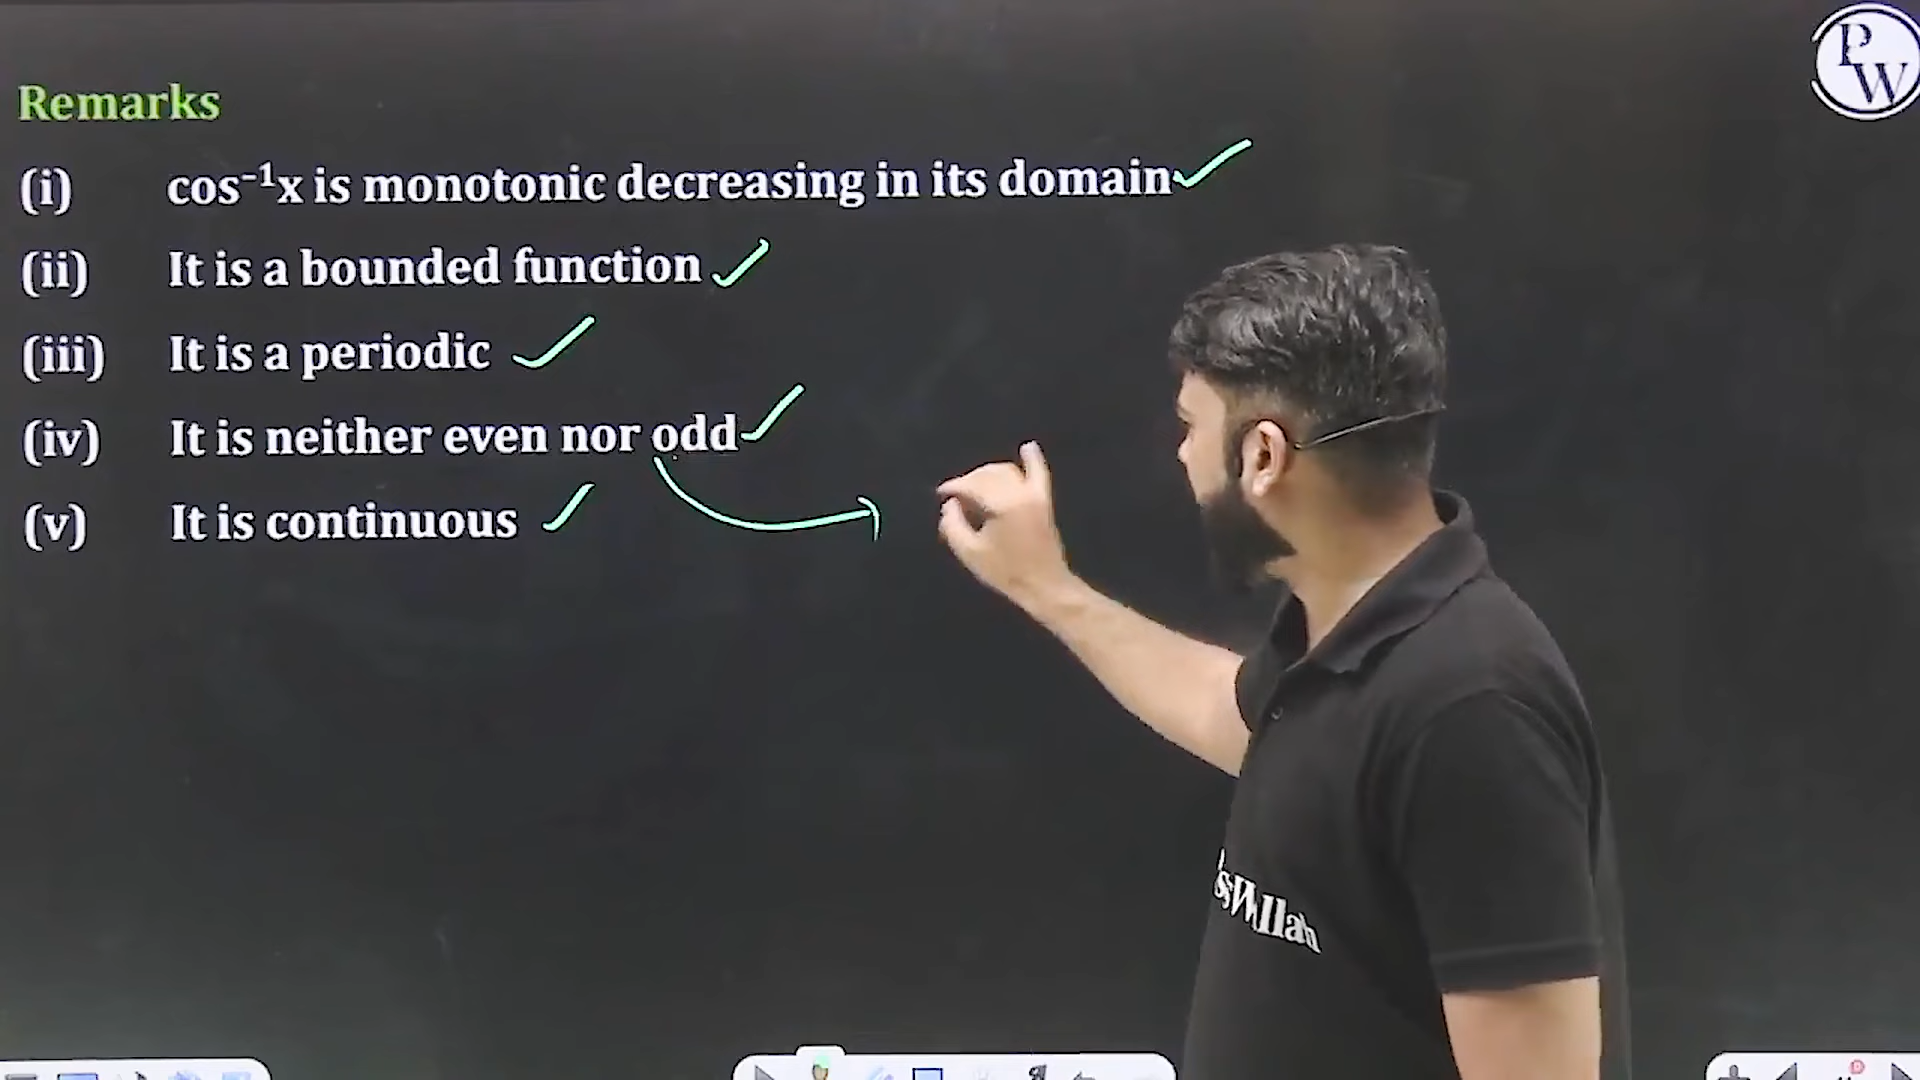 PW
Remarks
(i) cos⁻¹x is monotonic decreasing in its domain
(ii) It is a bounded function
(iii) It is a periodic
(iv) It is neither even nor odd
(v) It is continuous